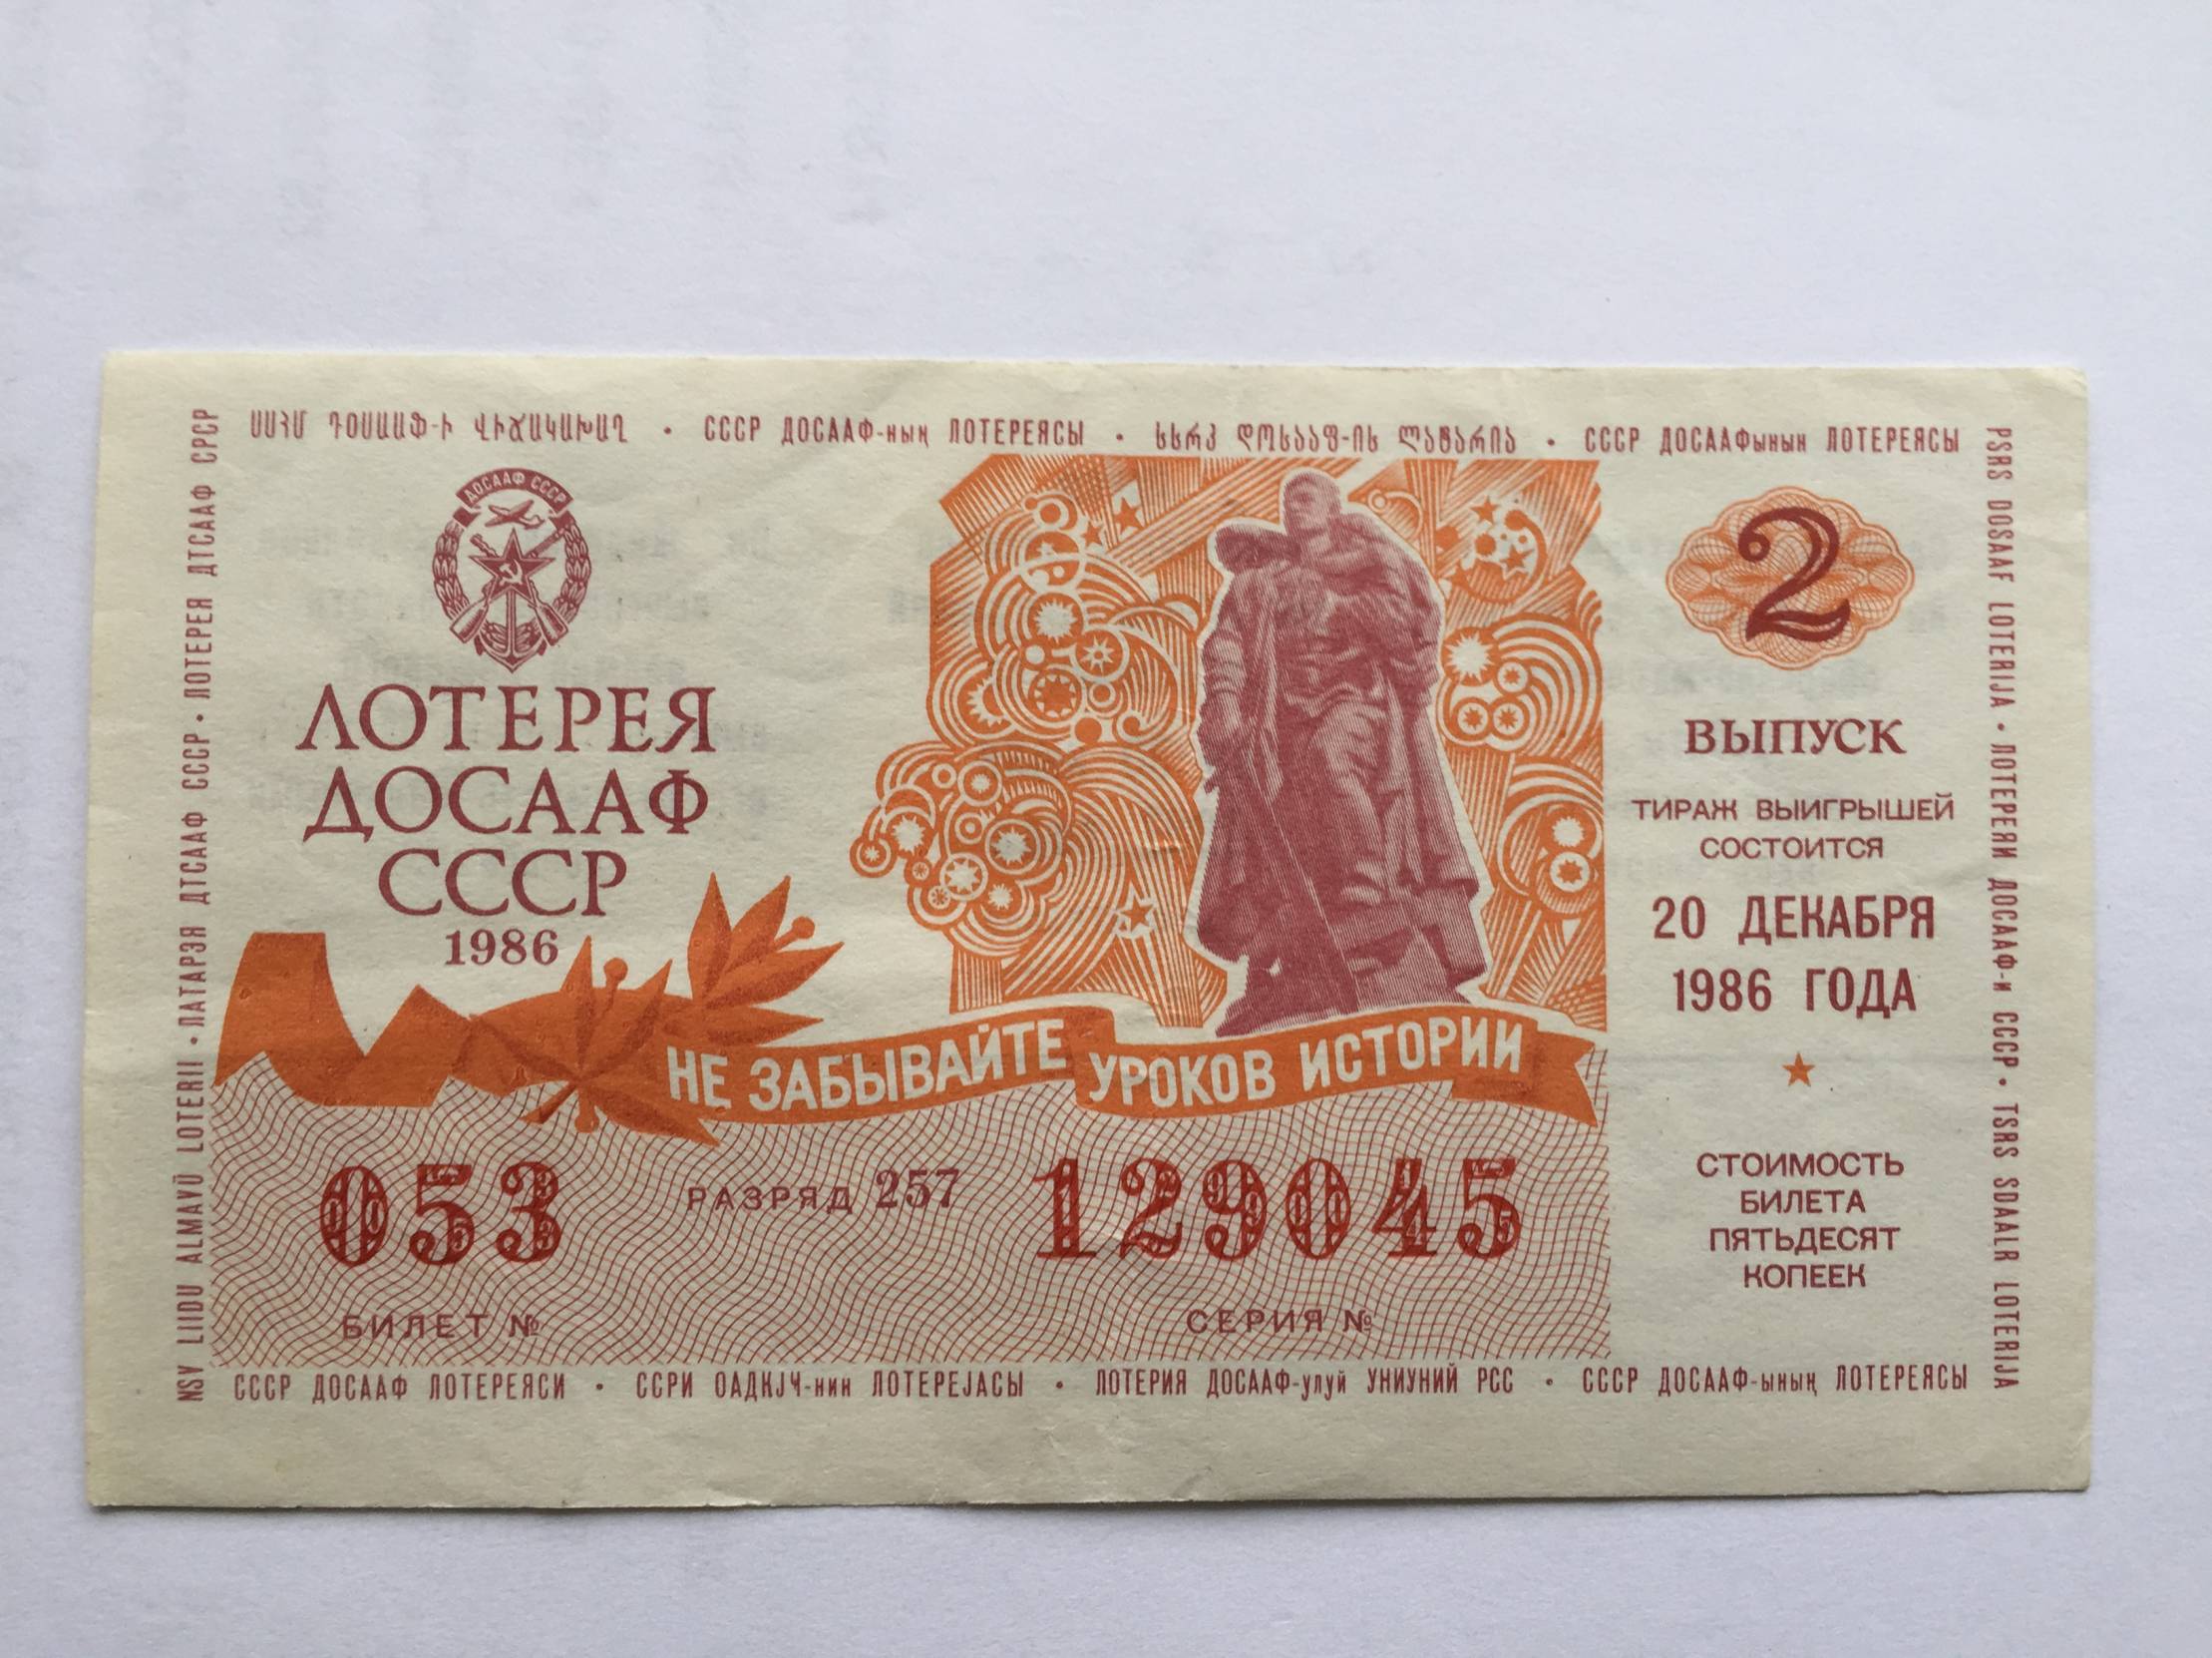 ՍՍՀՄ ԴՕՍԱԱՖ-Ի ՎԻՃԱԿԱԽԱՂ • СССР ДОСААФ-ның ЛОТЕРЕЯСЫ • სსრკ დოსააფ-ის ლატარია • СССР ДОСААФынын ЛОТЕРЕЯСЫ
NSV LIIDU ALMAVÜ LOTERII • ЛАТАРЭЯ ДТСААФ СССР • ЛОТЕРЕЯ ДТСААФ СРСР
ДОСААФ СССР
ЛОТЕРЕЯ
ДОСААФ
СССР
1986
НЕ ЗАБЫВАЙТЕ УРОКОВ ИСТОРИИ
053 РАЗРЯД 257 129045
БИЛЕТ № СЕРИЯ №
2
ВЫПУСК
ТИРАЖ ВЫИГРЫШЕЙ
СОСТОИТСЯ
20 ДЕКАБРЯ
1986 ГОДА
СТОИМОСТЬ
БИЛЕТА
ПЯТЬДЕСЯТ
КОПЕЕК
PSRS DOSAAF LOTERIJA • ЛОТЕРЕЯИ ДОСААФ-и СССР • TSRS SDAALR LOTERIJA
СССР ДОСААФ ЛОТЕРЕЯСИ • ССРИ ОАДКЈҸ-нин ЛОТЕРЕЈАСЫ • ЛОТЕРИЯ ДОСААФ-улуй УНИУНИЙ РСС • СССР ДОСААФ-ының ЛОТЕРЕЯСЫ